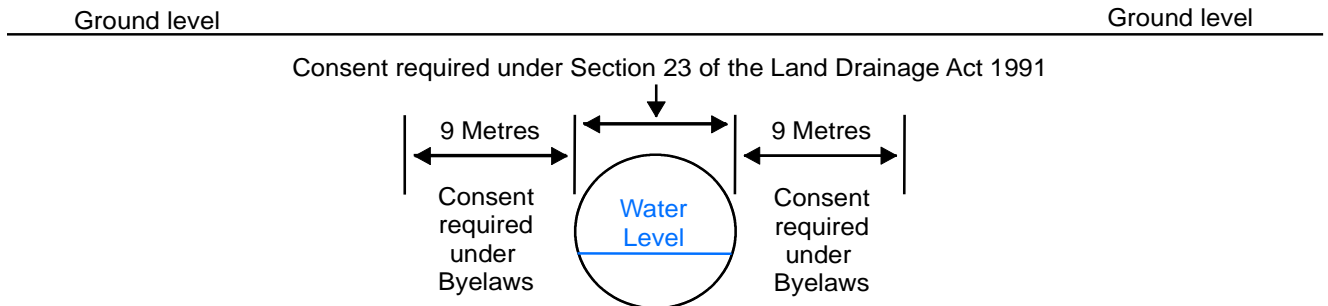 Ground level
Ground level
Consent required under Section 23 of the Land Drainage Act 1991
9 Metres
9 Metres
Consent
required
under
Byelaws
Water
Level
Consent
required
under
Byelaws